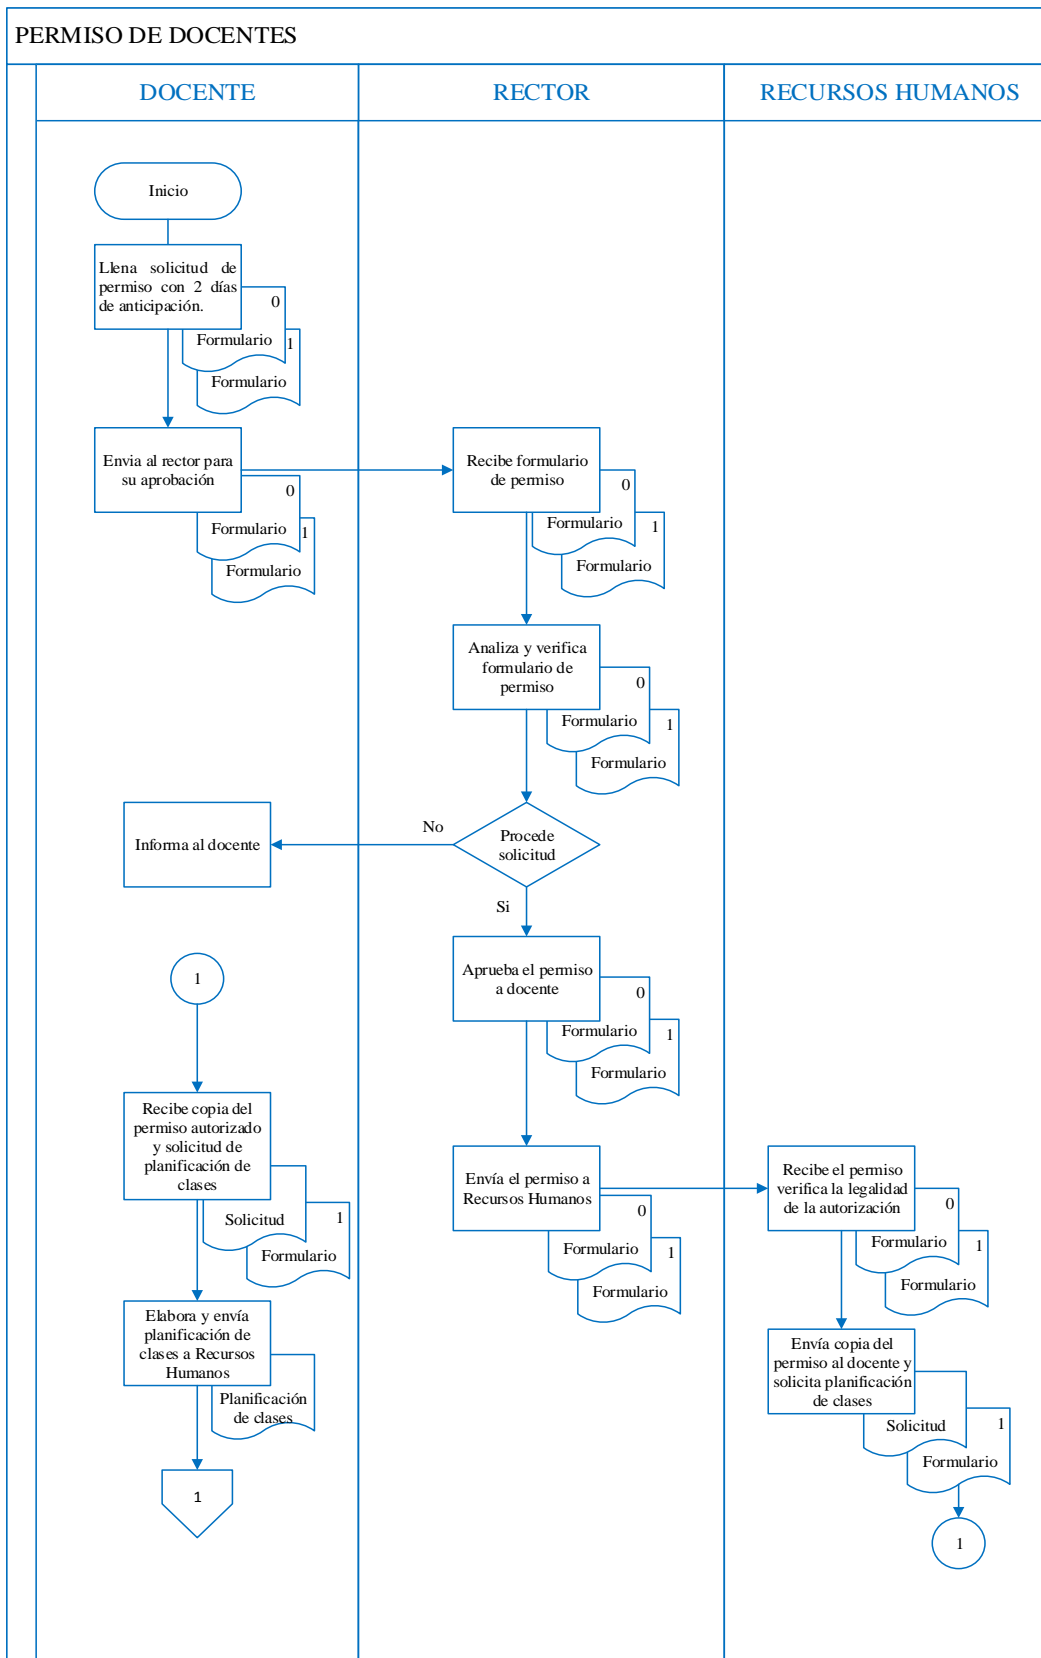 PERMISO DE DOCENTES
DOCENTE
RECTOR
RECURSOS HUMANOS
Inicio
Llena solicitud de
permiso con 2 días
de anticipación.
0
Formulario
1
Formulario
Envia al rector para
su aprobación
0
Formulario
1
Formulario
Recibe formulario
de permiso
0
Formulario
1
Formulario
Analiza y verifica
formulario de
permiso
0
Formulario
1
Formulario
Procede
solicitud
No
Informa al docente
Si
Aprueba el permiso
a docente
0
Formulario
1
Formulario
Envía el permiso a
Recursos Humanos
0
Formulario
1
Formulario
Recibe el permiso
verifica la legalidad
de la autorización
0
Formulario
1
Formulario
Envía copia del
permiso al docente y
solicita planificación
de clases
Solicitud
1
Formulario
1
1
Recibe copia del
permiso autorizado
y solicitud de
planificación de
clases
Solicitud
1
Formulario
Elabora y envía
planificación de
clases a Recursos
Humanos
Planificación
de clases
1